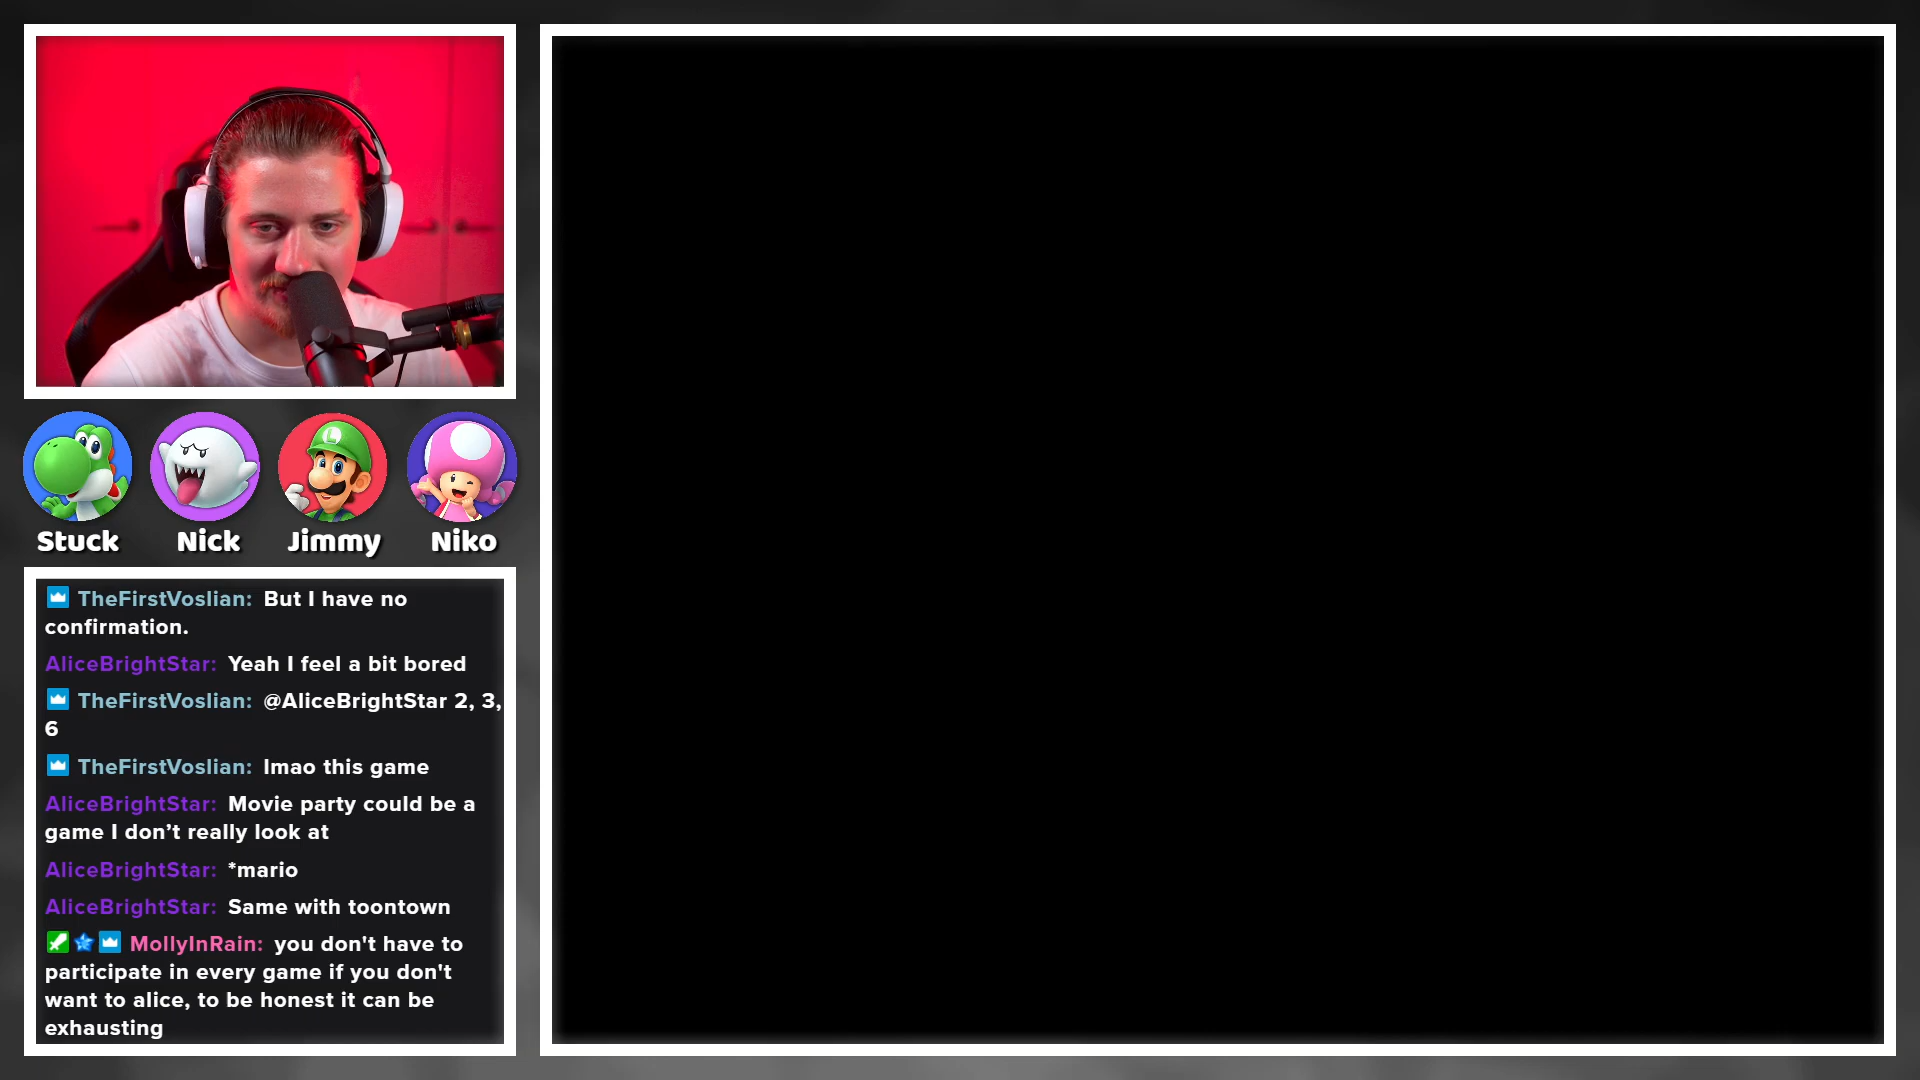 Stuck Nick Jimmy Niko
TheFirstVoslian: But I have no
confirmation.
AliceBrightStar: Yeah I feel a bit bored
TheFirstVoslian: @AliceBrightStar 2, 3,
6
TheFirstVoslian: lmao this game
AliceBrightStar: Movie party could be a
game I don’t really look at
AliceBrightStar: *mario
AliceBrightStar: Same with toontown
MollyInRain: you don't have to
participate in every game if you don't
want to alice, to be honest it can be
exhausting